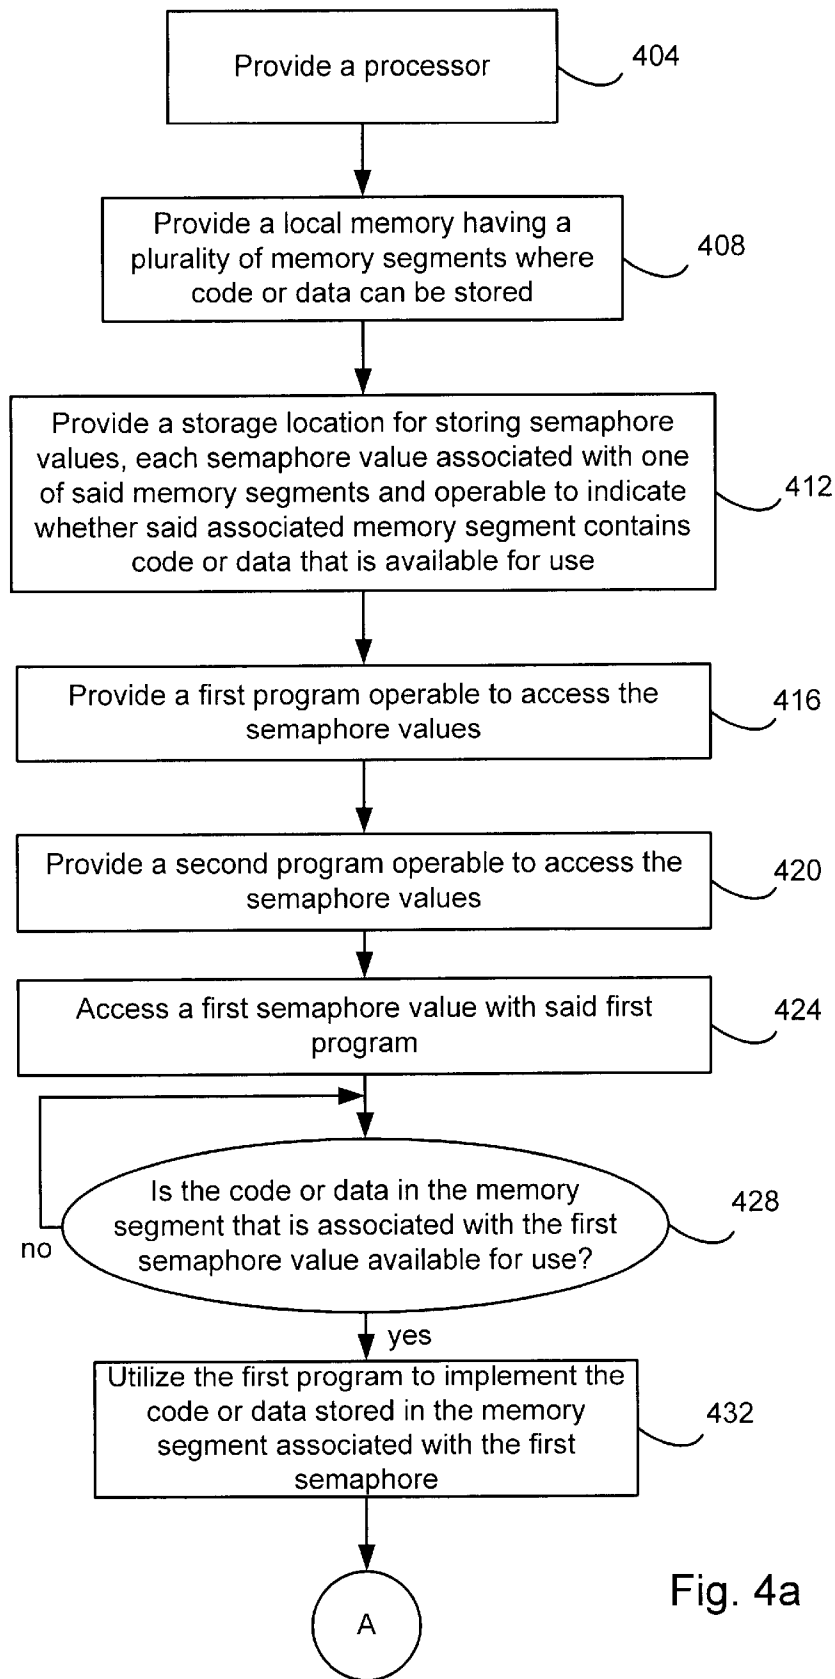 Provide a processor
404
Provide a local memory having a
plurality of memory segments where
code or data can be stored
408
Provide a storage location for storing semaphore
values, each semaphore value associated with one
of said memory segments and operable to indicate
whether said associated memory segment contains
code or data that is available for use
412
Provide a first program operable to access the
semaphore values
416
Provide a second program operable to access the
semaphore values
420
Access a first semaphore value with said first
program
424
Is the code or data in the memory
segment that is associated with the first
semaphore value available for use?
428
no
yes
Utilize the first program to implement the
code or data stored in the memory
segment associated with the first
semaphore
432
A
Fig. 4a